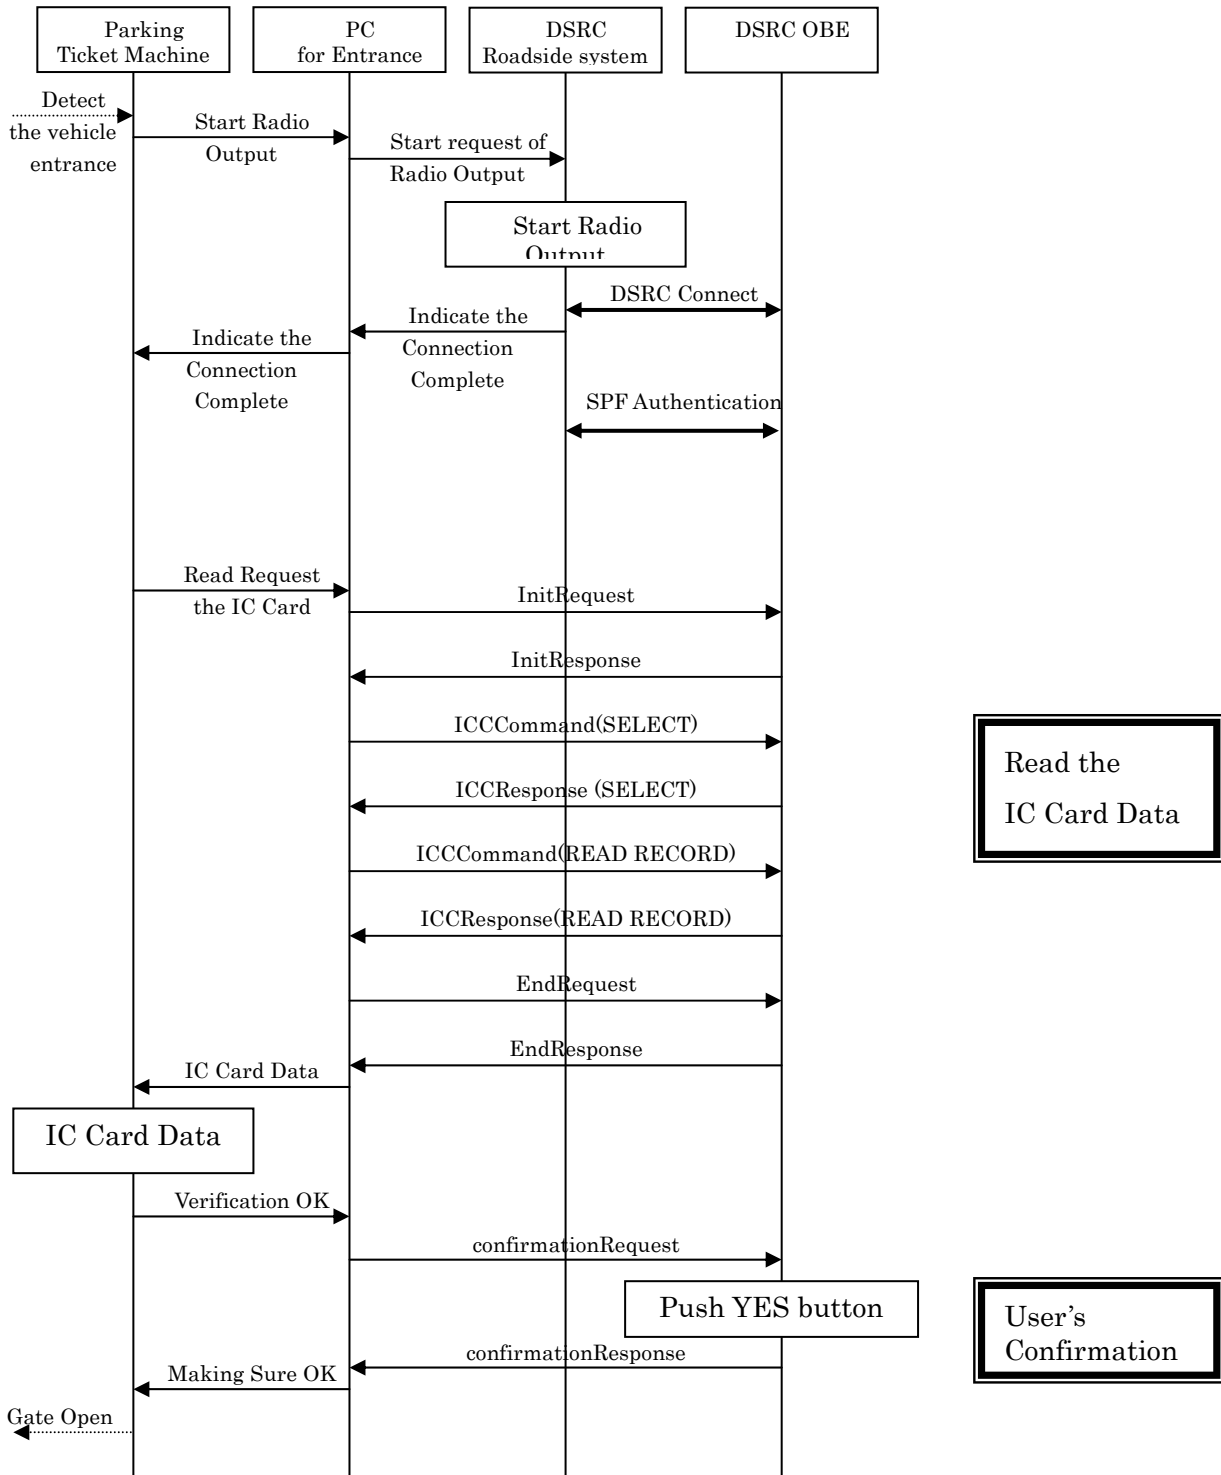 Parking
Ticket Machine
PC
for Entrance
DSRC
Roadside system
DSRC OBE
Detect
the vehicle
entrance
Start Radio
Output
Start request of
Radio Output
Start Radio
Output
DSRC Connect
Indicate the
Connection
Complete
Indicate the
Connection
Complete
SPF Authentication
Read Request
the IC Card
InitRequest
InitResponse
ICCCommand(SELECT)
ICCResponse (SELECT)
Read the
IC Card Data
ICCCommand(READ RECORD)
ICCResponse(READ RECORD)
EndRequest
EndResponse
IC Card Data
IC Card Data
Verification OK
confirmationRequest
Push YES button
User's
Confirmation
confirmationResponse
Making Sure OK
Gate Open